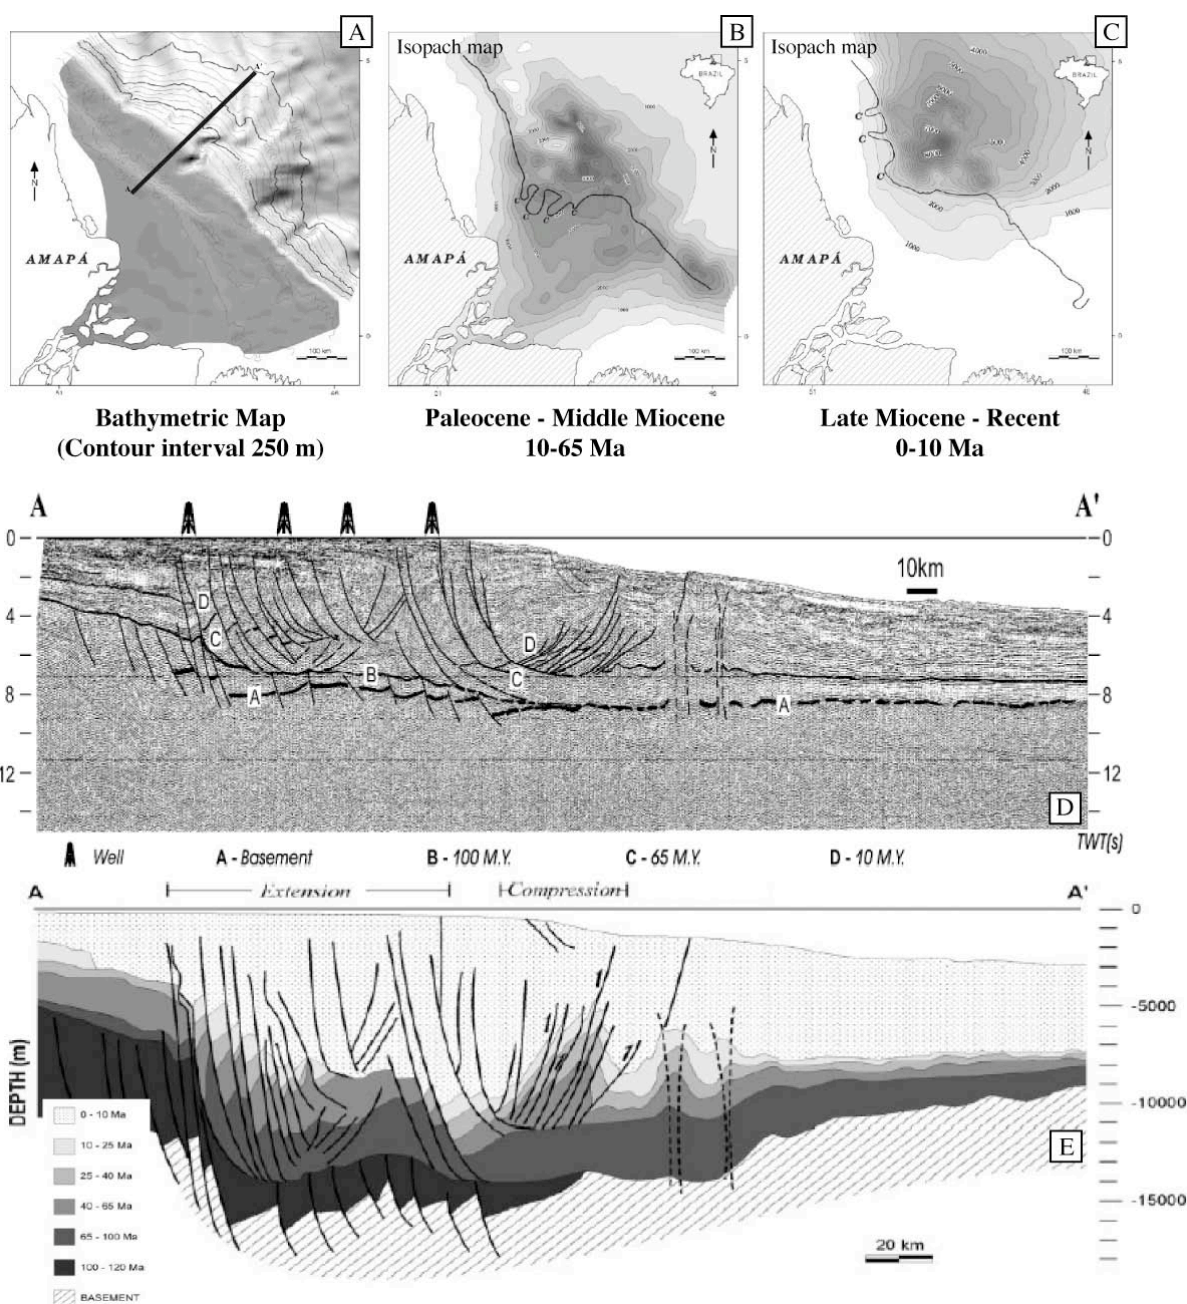 A
Isopach map
B
Isopach map
C
A'
A
BRAZIL
BRAZIL
N
N
N
AMAPÁ
AMAPÁ
AMAPÁ
100 km
100 km
100 km
Bathymetric Map
(Contour interval 250 m)
Paleocene - Middle Miocene
10-65 Ma
Late Miocene - Recent
0-10 Ma
A
A'
0
0
10km
4
4
8
8
12
12
D
C
B
A
D
C
A
D
TWT(s)
Well
A - Basement
B - 100 M.Y.
C - 65 M.Y.
D - 10 M.Y.
Extension
Compression
A
A'
0
-5000
-10000
-15000
DEPTH (m)
0 - 10 Ma
10 - 25 Ma
25 - 40 Ma
40 - 65 Ma
65 - 100 Ma
100 - 120 Ma
BASEMENT
E
20 km